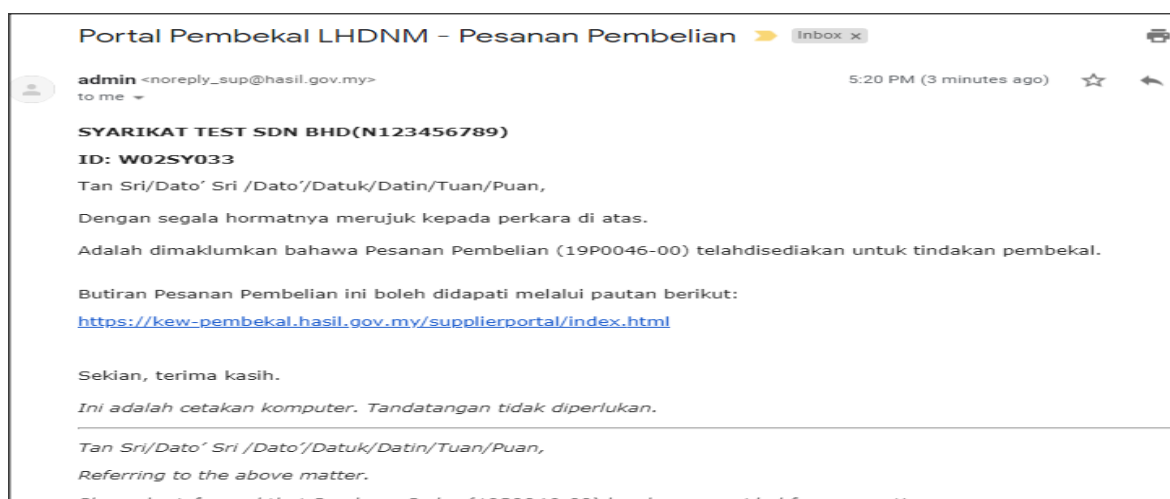 Portal Pembekal LHDNM - Pesanan Pembelian Inbox x
admin <noreply_sup@hasil.gov.my> 5:20 PM (3 minutes ago)
to me
SYARIKAT TEST SDN BHD(N123456789)
ID: W02SY033
Tan Sri/Dato´ Sri /Dato´/Datuk/Datin/Tuan/Puan,
Dengan segala hormatnya merujuk kepada perkara di atas.
Adalah dimaklumkan bahawa Pesanan Pembelian (19P0046-00) telahdisediakan untuk tindakan pembekal.
Butiran Pesanan Pembelian ini boleh didapati melalui pautan berikut:
https://kew-pembekal.hasil.gov.my/supplierportal/index.html
Sekian, terima kasih.
Ini adalah cetakan komputer. Tandatangan tidak diperlukan.
Tan Sri/Dato´ Sri /Dato´/Datuk/Datin/Tuan/Puan,
Referring to the above matter.